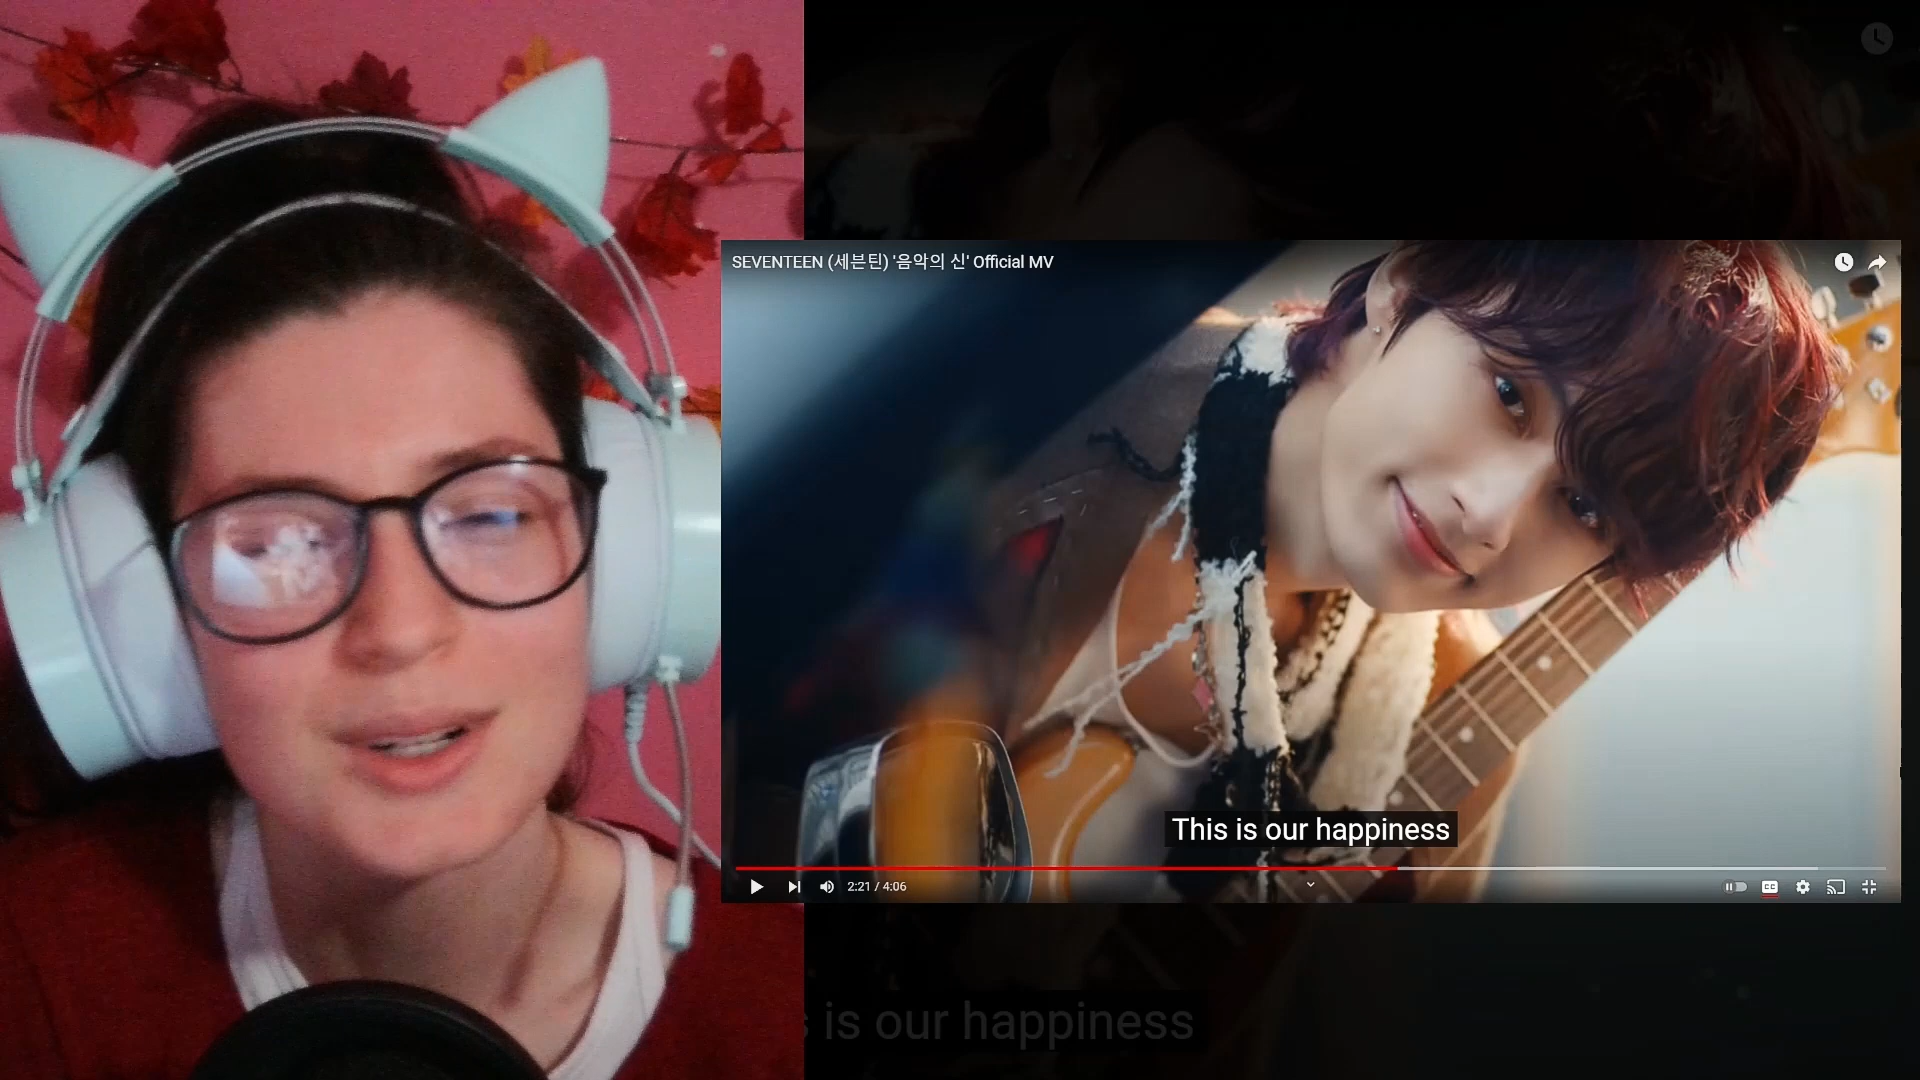 SEVENTEEN (세븐틴) '음악의 신' Official MV
This is our happiness
2:21 / 4:06
CC
is our happiness